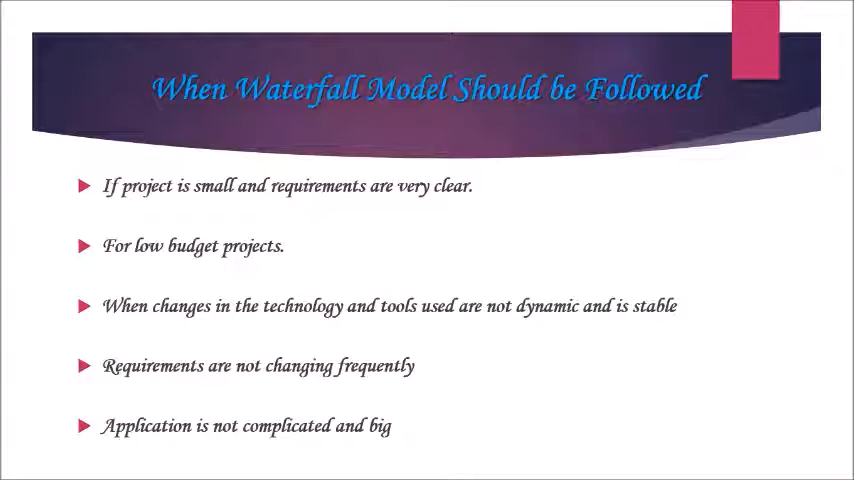 When Waterfall Model Should be Followed
If project is small and requirements are very clear.
For low budget projects.
When changes in the technology and tools used are not dynamic and is stable
Requirements are not changing frequently
Application is not complicated and big